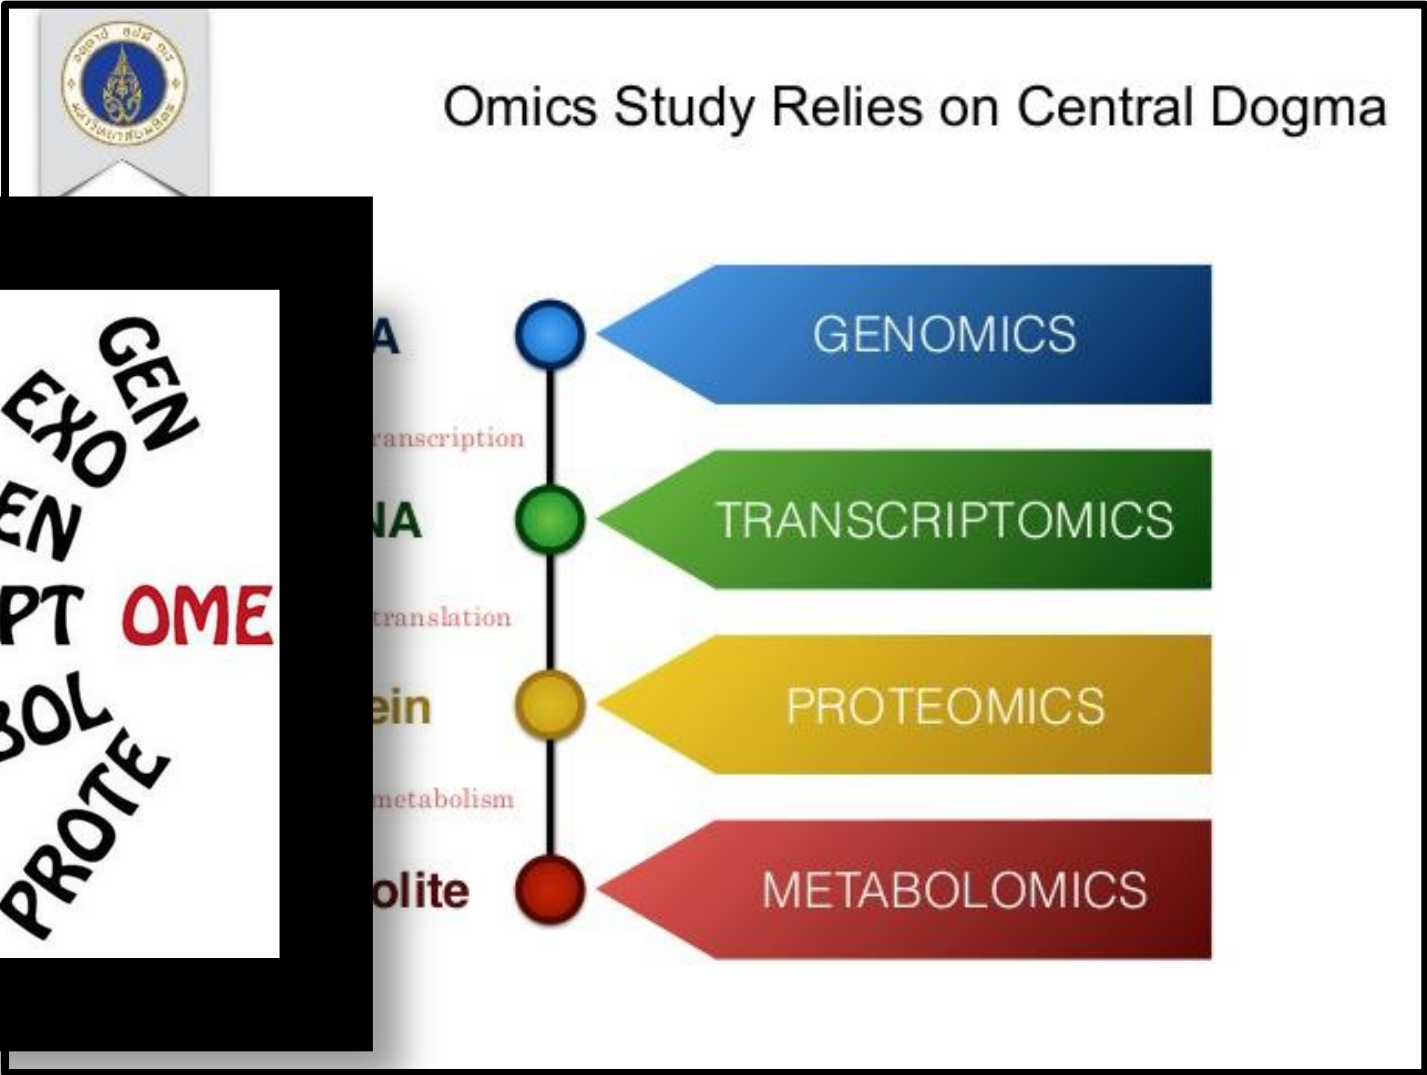 Omics Study Relies on Central Dogma
GEN
EXO
EN
PT OME
BOL
PROTE
A
GENOMICS
ranscription
NA
TRANSCRIPTOMICS
translation
ein
PROTEOMICS
metabolism
olite
METABOLOMICS